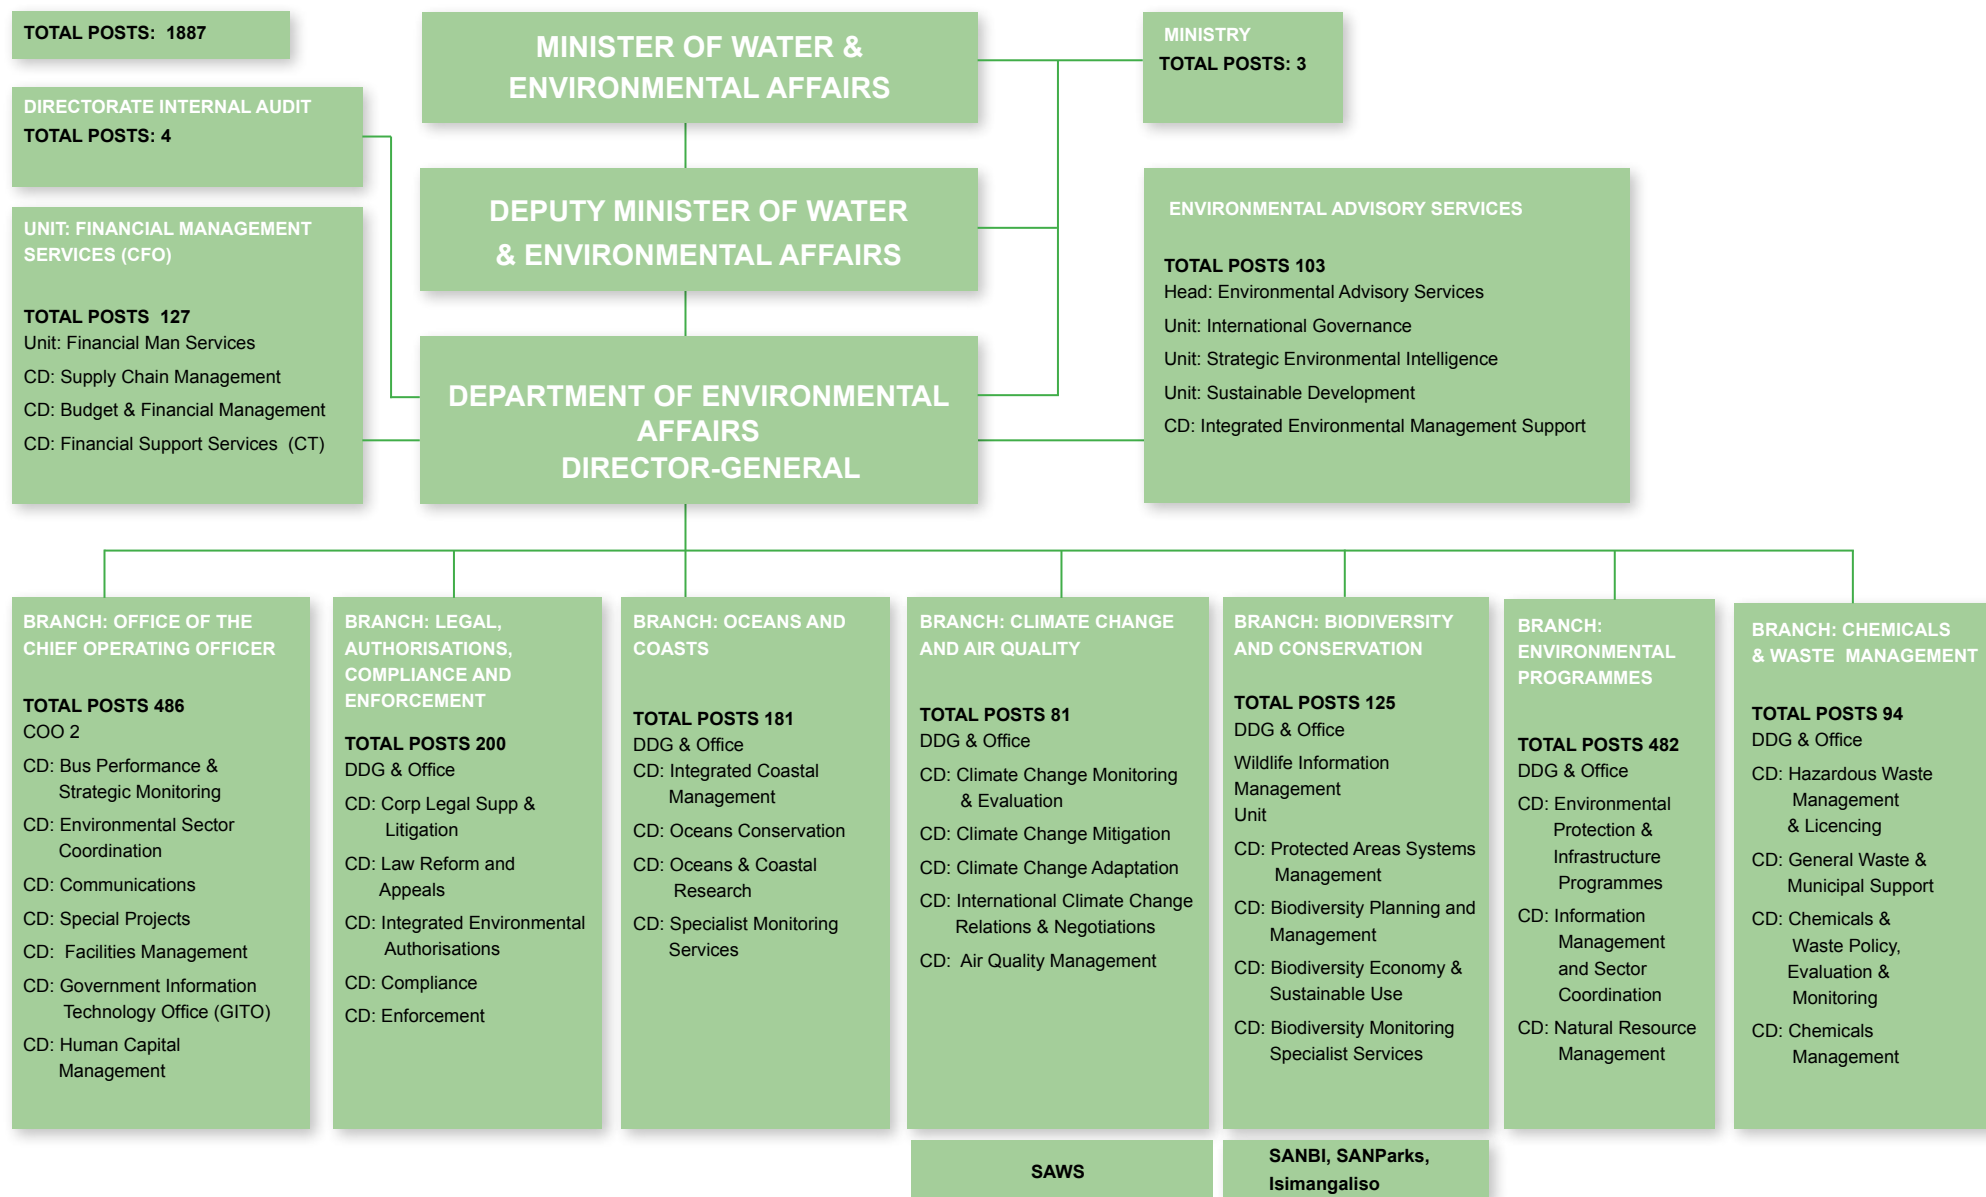 TOTAL POSTS: 1887
MINISTER OF WATER &
ENVIRONMENTAL AFFAIRS
MINISTRY
TOTAL POSTS: 3
DIRECTORATE INTERNAL AUDIT
TOTAL POSTS: 4
DEPUTY MINISTER OF WATER
& ENVIRONMENTAL AFFAIRS
UNIT: FINANCIAL MANAGEMENT
SERVICES (CFO)
TOTAL POSTS 127
Unit: Financial Man Services
CD: Supply Chain Management
CD: Budget & Financial Management
CD: Financial Support Services (CT)
ENVIRONMENTAL ADVISORY SERVICES
TOTAL POSTS 103
Head: Environmental Advisory Services
Unit: International Governance
Unit: Strategic Environmental Intelligence
Unit: Sustainable Development
CD: Integrated Environmental Management Support
DEPARTMENT OF ENVIRONMENTAL
AFFAIRS
DIRECTOR-GENERAL
BRANCH: OFFICE OF THE
CHIEF OPERATING OFFICER
TOTAL POSTS 486
COO 2
CD: Bus Performance &
Strategic Monitoring
CD: Environmental Sector
Coordination
CD: Communications
CD: Special Projects
CD: Facilities Management
CD: Government Information
Technology Office (GITO)
CD: Human Capital
Management
BRANCH: LEGAL,
AUTHORISATIONS,
COMPLIANCE AND
ENFORCEMENT
TOTAL POSTS 200
DDG & Office
CD: Corp Legal Supp &
Litigation
CD: Law Reform and
Appeals
CD: Integrated Environmental
Authorisations
CD: Compliance
CD: Enforcement
BRANCH: OCEANS AND
COASTS
TOTAL POSTS 181
DDG & Office
CD: Integrated Coastal
Management
CD: Oceans Conservation
CD: Oceans & Coastal
Research
CD: Specialist Monitoring
Services
BRANCH: CLIMATE CHANGE
AND AIR QUALITY
TOTAL POSTS 81
DDG & Office
CD: Climate Change Monitoring
& Evaluation
CD: Climate Change Mitigation
CD: Climate Change Adaptation
CD: International Climate Change
Relations & Negotiations
CD: Air Quality Management
BRANCH: BIODIVERSITY
AND CONSERVATION
TOTAL POSTS 125
DDG & Office
Wildlife Information
Management
Unit
CD: Protected Areas Systems
Management
CD: Biodiversity Planning and
Management
CD: Biodiversity Economy &
Sustainable Use
CD: Biodiversity Monitoring
Specialist Services
BRANCH:
ENVIRONMENTAL
PROGRAMMES
TOTAL POSTS 482
DDG & Office
CD: Environmental
Protection &
Infrastructure
Programmes
CD: Information
Management
and Sector
Coordination
CD: Natural Resource
Management
BRANCH: CHEMICALS
& WASTE MANAGEMENT
TOTAL POSTS 94
DDG & Office
CD: Hazardous Waste
Management
& Licencing
CD: General Waste &
Municipal Support
CD: Chemicals &
Waste Policy,
Evaluation &
Monitoring
CD: Chemicals
Management
SAWS
SANBI, SANParks,
Isimangaliso